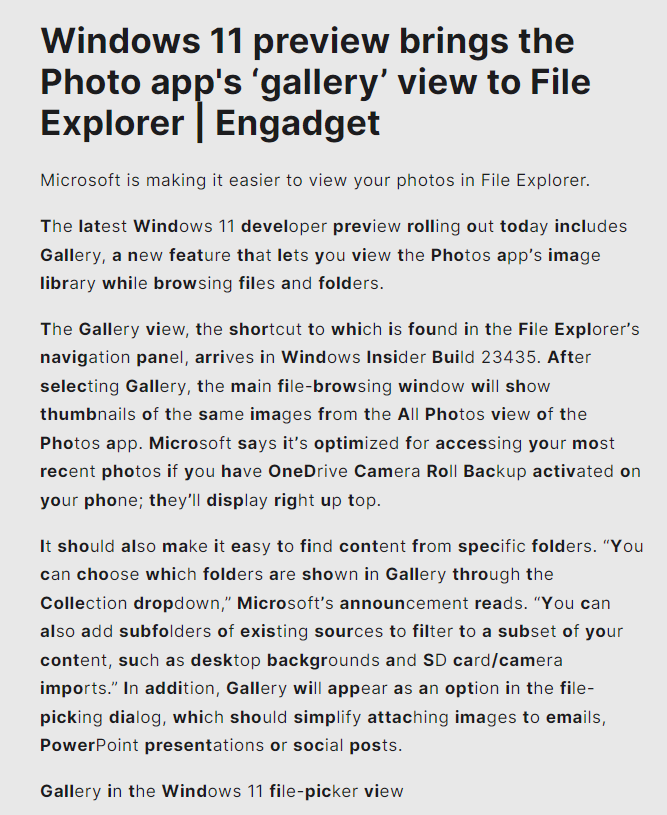 Windows 11 preview brings the
Photo app's ‘gallery’ view to File
Explorer | Engadget
Microsoft is making it easier to view your photos in File Explorer.
The latest Windows 11 developer preview rolling out today includes
Gallery, a new feature that lets you view the Photos app’s image
library while browsing files and folders.
The Gallery view, the shortcut to which is found in the File Explorer’s
navigation panel, arrives in Windows Insider Build 23435. After
selecting Gallery, the main file-browsing window will show
thumbnails of the same images from the All Photos view of the
Photos app. Microsoft says it’s optimized for accessing your most
recent photos if you have OneDrive Camera Roll Backup activated on
your phone; they’ll display right up top.
It should also make it easy to find content from specific folders. “You
can choose which folders are shown in Gallery through the
Collection dropdown,” Microsoft’s announcement reads. “You can
also add subfolders of existing sources to filter to a subset of your
content, such as desktop backgrounds and SD card/camera
imports.” In addition, Gallery will appear as an option in the file-
picking dialog, which should simplify attaching images to emails,
PowerPoint presentations or social posts.
Gallery in the Windows 11 file-picker view